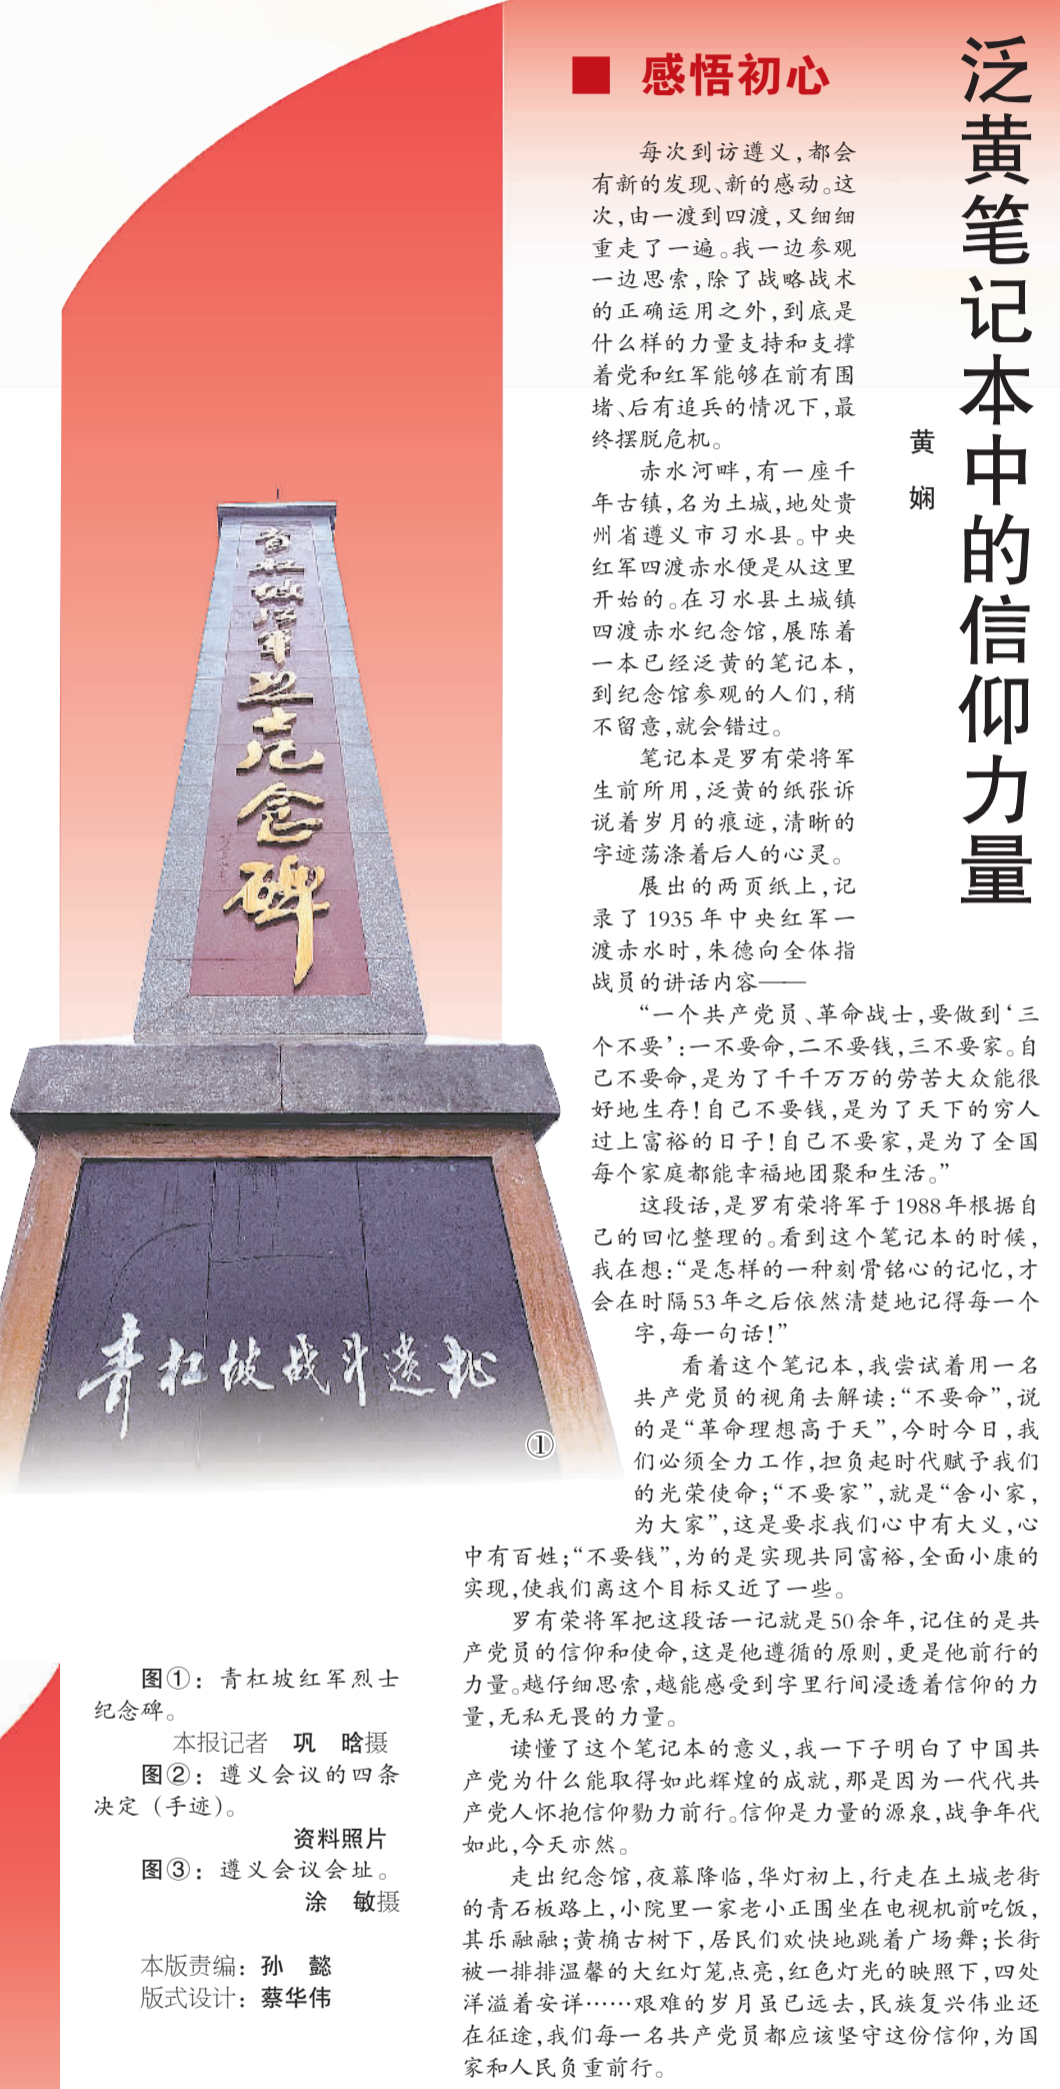 ■ 感悟初心
泛黄笔记本中的信仰力量
黄 娴
每次到访遵义，都会
有新的发现、新的感动。这
次，由一渡到四渡，又细细
重走了一遍。我一边参观
一边思索，除了战略战术
的正确运用之外，到底是
什么样的力量支持和支撑
着党和红军能够在前有围
堵、后有追兵的情况下，最
终摆脱危机。
赤水河畔，有一座千
年古镇，名为土城，地处贵
州省遵义市习水县。中央
红军四渡赤水便是从这里
开始的。在习水县土城镇
四渡赤水纪念馆，展陈着
一本已经泛黄的笔记本，
到纪念馆参观的人们，稍
不留意，就会错过。
笔记本是罗有荣将军
生前所用，泛黄的纸张诉
说着岁月的痕迹，清晰的
字迹荡涤着后人的心灵。
展出的两页纸上，记
录了1935年中央红军一
渡赤水时，朱德向全体指
战员的讲话内容——
“一个共产党员、革命战士，要做到‘三
个不要’：一不要命，二不要钱，三不要家。自
己不要命，是为了千千万万的劳苦大众能很
好地生存！自己不要钱，是为了天下的穷人
过上富裕的日子！自己不要家，是为了全国
每个家庭都能幸福地团聚和生活。”
这段话，是罗有荣将军于1988年根据自
己的回忆整理的。看到这个笔记本的时候，
我在想：“是怎样的一种刻骨铭心的记忆，才
会在时隔53年之后依然清楚地记得每一个
字，每一句话！”
看着这个笔记本，我尝试着用一名
共产党员的视角去解读：“不要命”，说
的是“革命理想高于天”，今时今日，我
们必须全力工作，担负起时代赋予我们
的光荣使命；“不要家”，就是“舍小家，
为大家”，这是要求我们心中有大义，心
中有百姓；“不要钱”，为的是实现共同富裕，全面小康的
实现，使我们离这个目标又近了一些。
罗有荣将军把这段话一记就是50余年，记住的是共
产党员的信仰和使命，这是他遵循的原则，更是他前行的
力量。越仔细思索，越能感受到字里行间浸透着信仰的力
量，无私无畏的力量。
读懂了这个笔记本的意义，我一下子明白了中国共
产党为什么能取得如此辉煌的成就，那是因为一代代共
产党人怀抱信仰勠力前行。信仰是力量的源泉，战争年代
如此，今天亦然。
走出纪念馆，夜幕降临，华灯初上，行走在土城老街
的青石板路上，小院里一家老小正围坐在电视机前吃饭，
其乐融融；黄桷古树下，居民们欢快地跳着广场舞；长街
被一排排温馨的大红灯笼点亮，红色灯光的映照下，四处
洋溢着安详……艰难的岁月虽已远去，民族复兴伟业还
在征途，我们每一名共产党员都应该坚守这份信仰，为国
家和人民负重前行。
青杠坡红军烈士纪念碑
青杠坡战斗遗址
①
图①：青杠坡红军烈士
纪念碑。
本报记者 巩 晗摄
图②：遵义会议的四条
决定（手迹）。
资料照片
图③：遵义会议会址。
涂 敏摄
本版责编：孙 懿
版式设计：蔡华伟